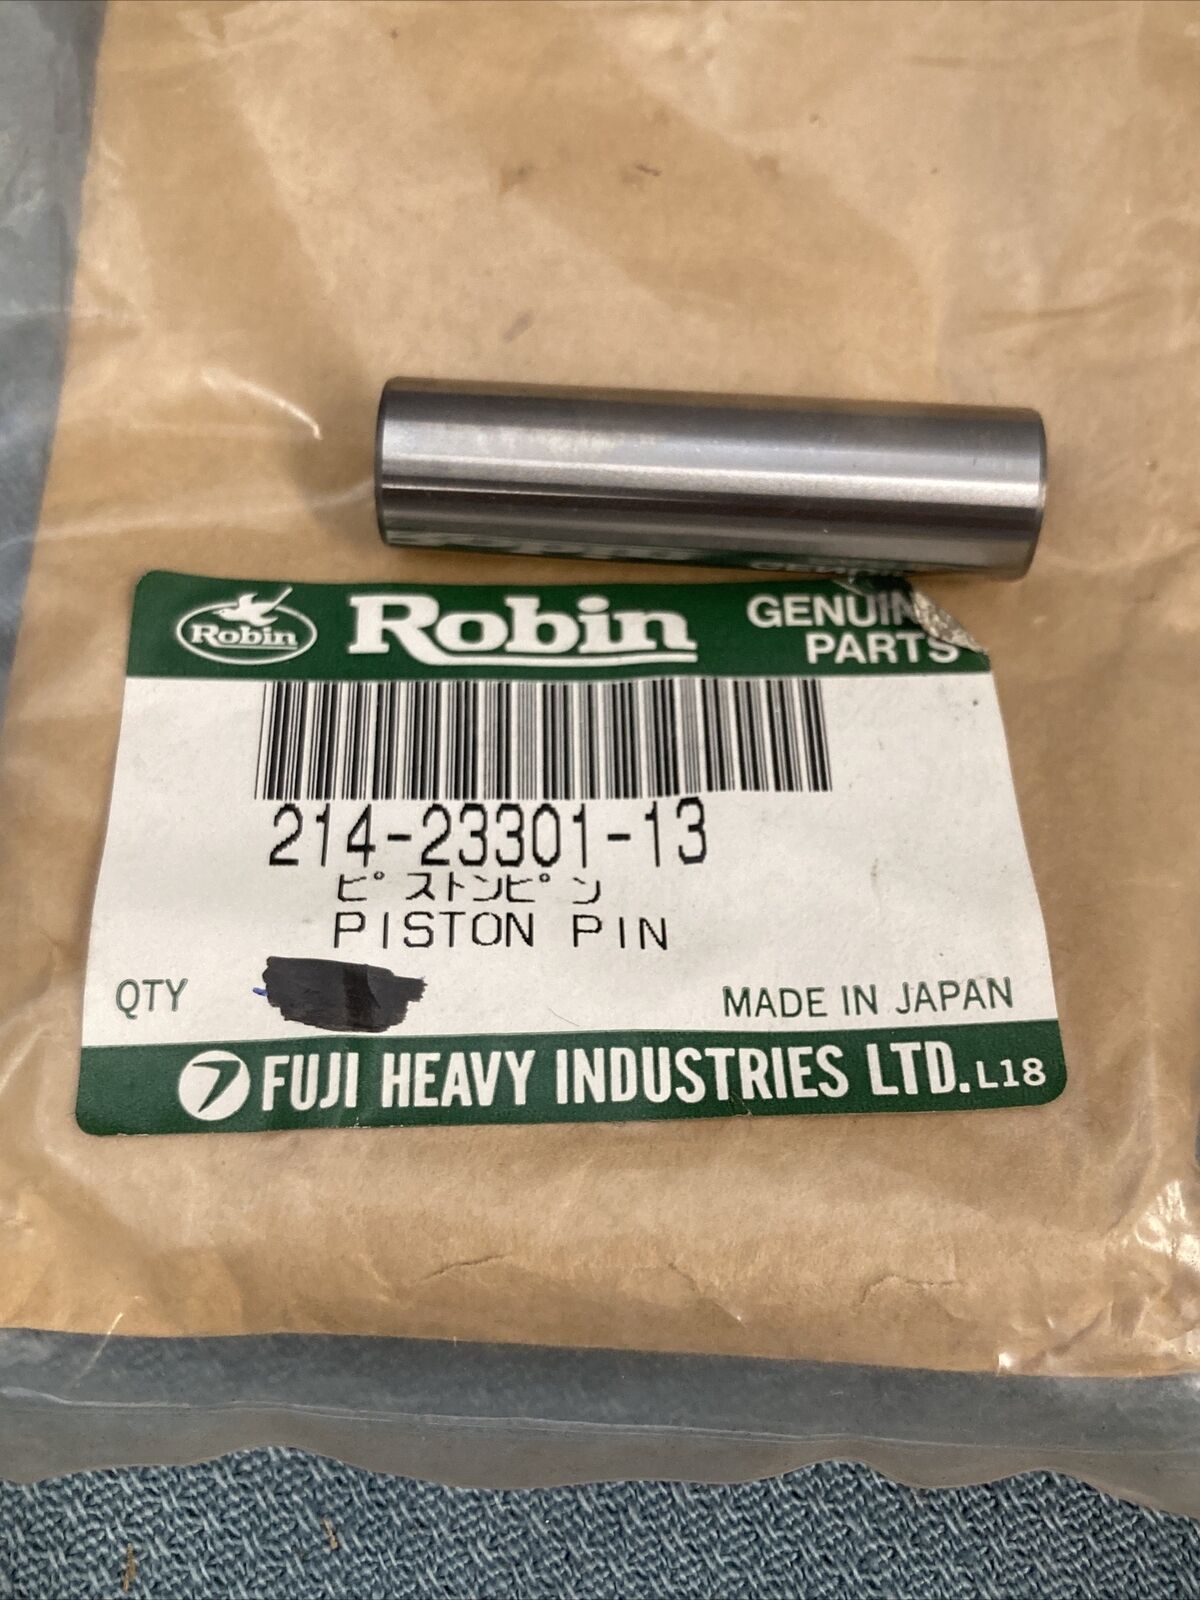 Robin
Robin
GENUIN
PARTS
214-23301-13
ピストンピン
PISTON PIN
QTY
MADE IN JAPAN
FUJI HEAVY INDUSTRIES LTD. L18